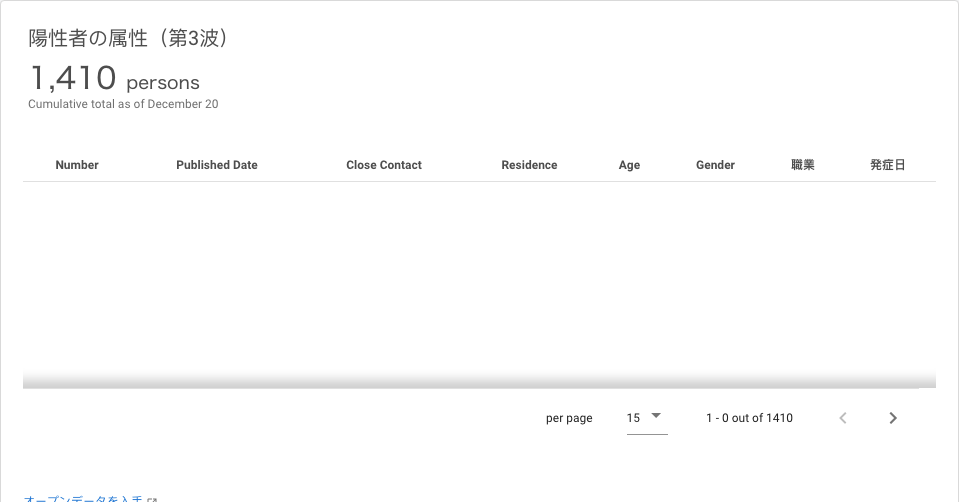 陽性者の属性（第3波）
1,410 persons
Cumulative total as of December 20
Number Published Date Close Contact Residence Age Gender 職業 発症日
per page 15 1 - 0 out of 1410
オープンデータを入手